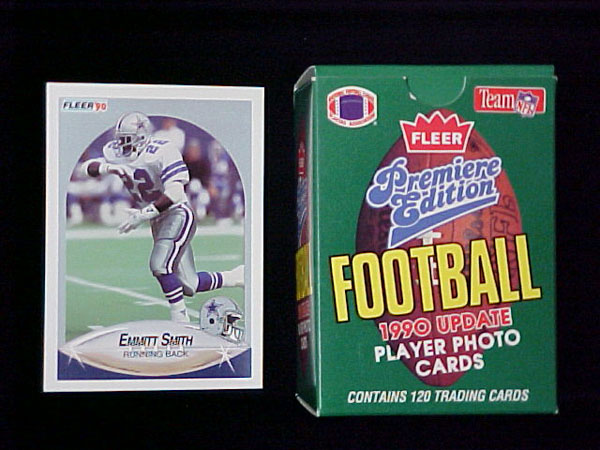 FLEER '90
22
EMMITT SMITH
RUNNING BACK
Team NFL
FLEER
Premiere
Edition
FOOTBALL
1990 UPDATE
PLAYER PHOTO
CARDS
CONTAINS 120 TRADING CARDS